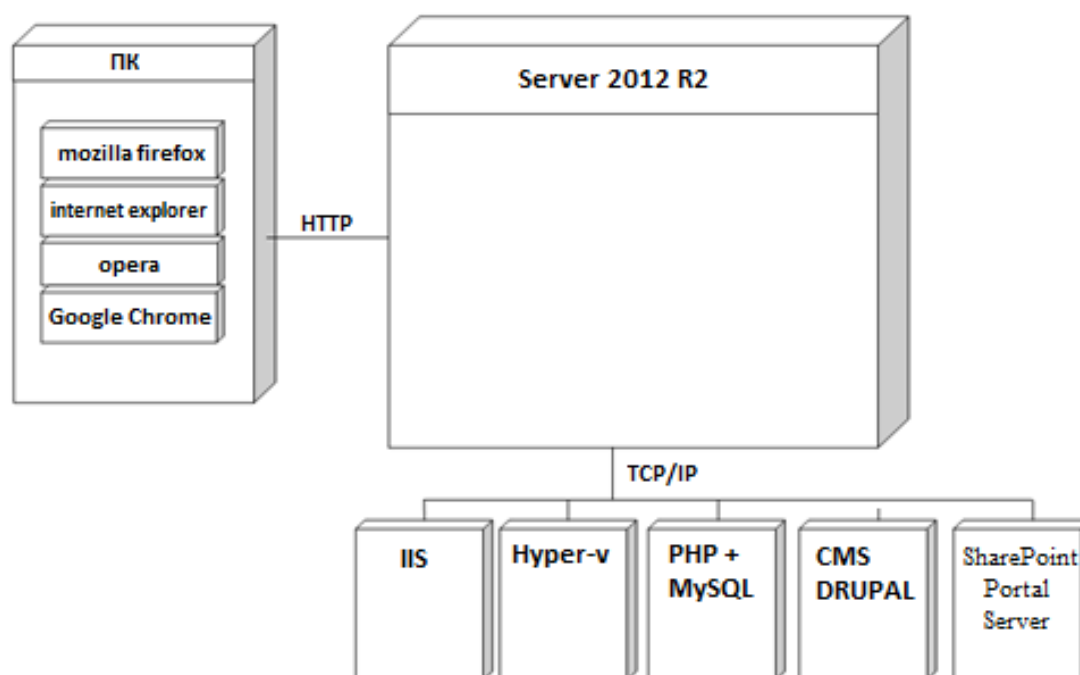 ПК
mozilla firefox
internet explorer
opera
Google Chrome
HTTP
Server 2012 R2
TCP/IP
IIS
Hyper-v
PHP +
MySQL
CMS
DRUPAL
SharePoint
Portal
Server